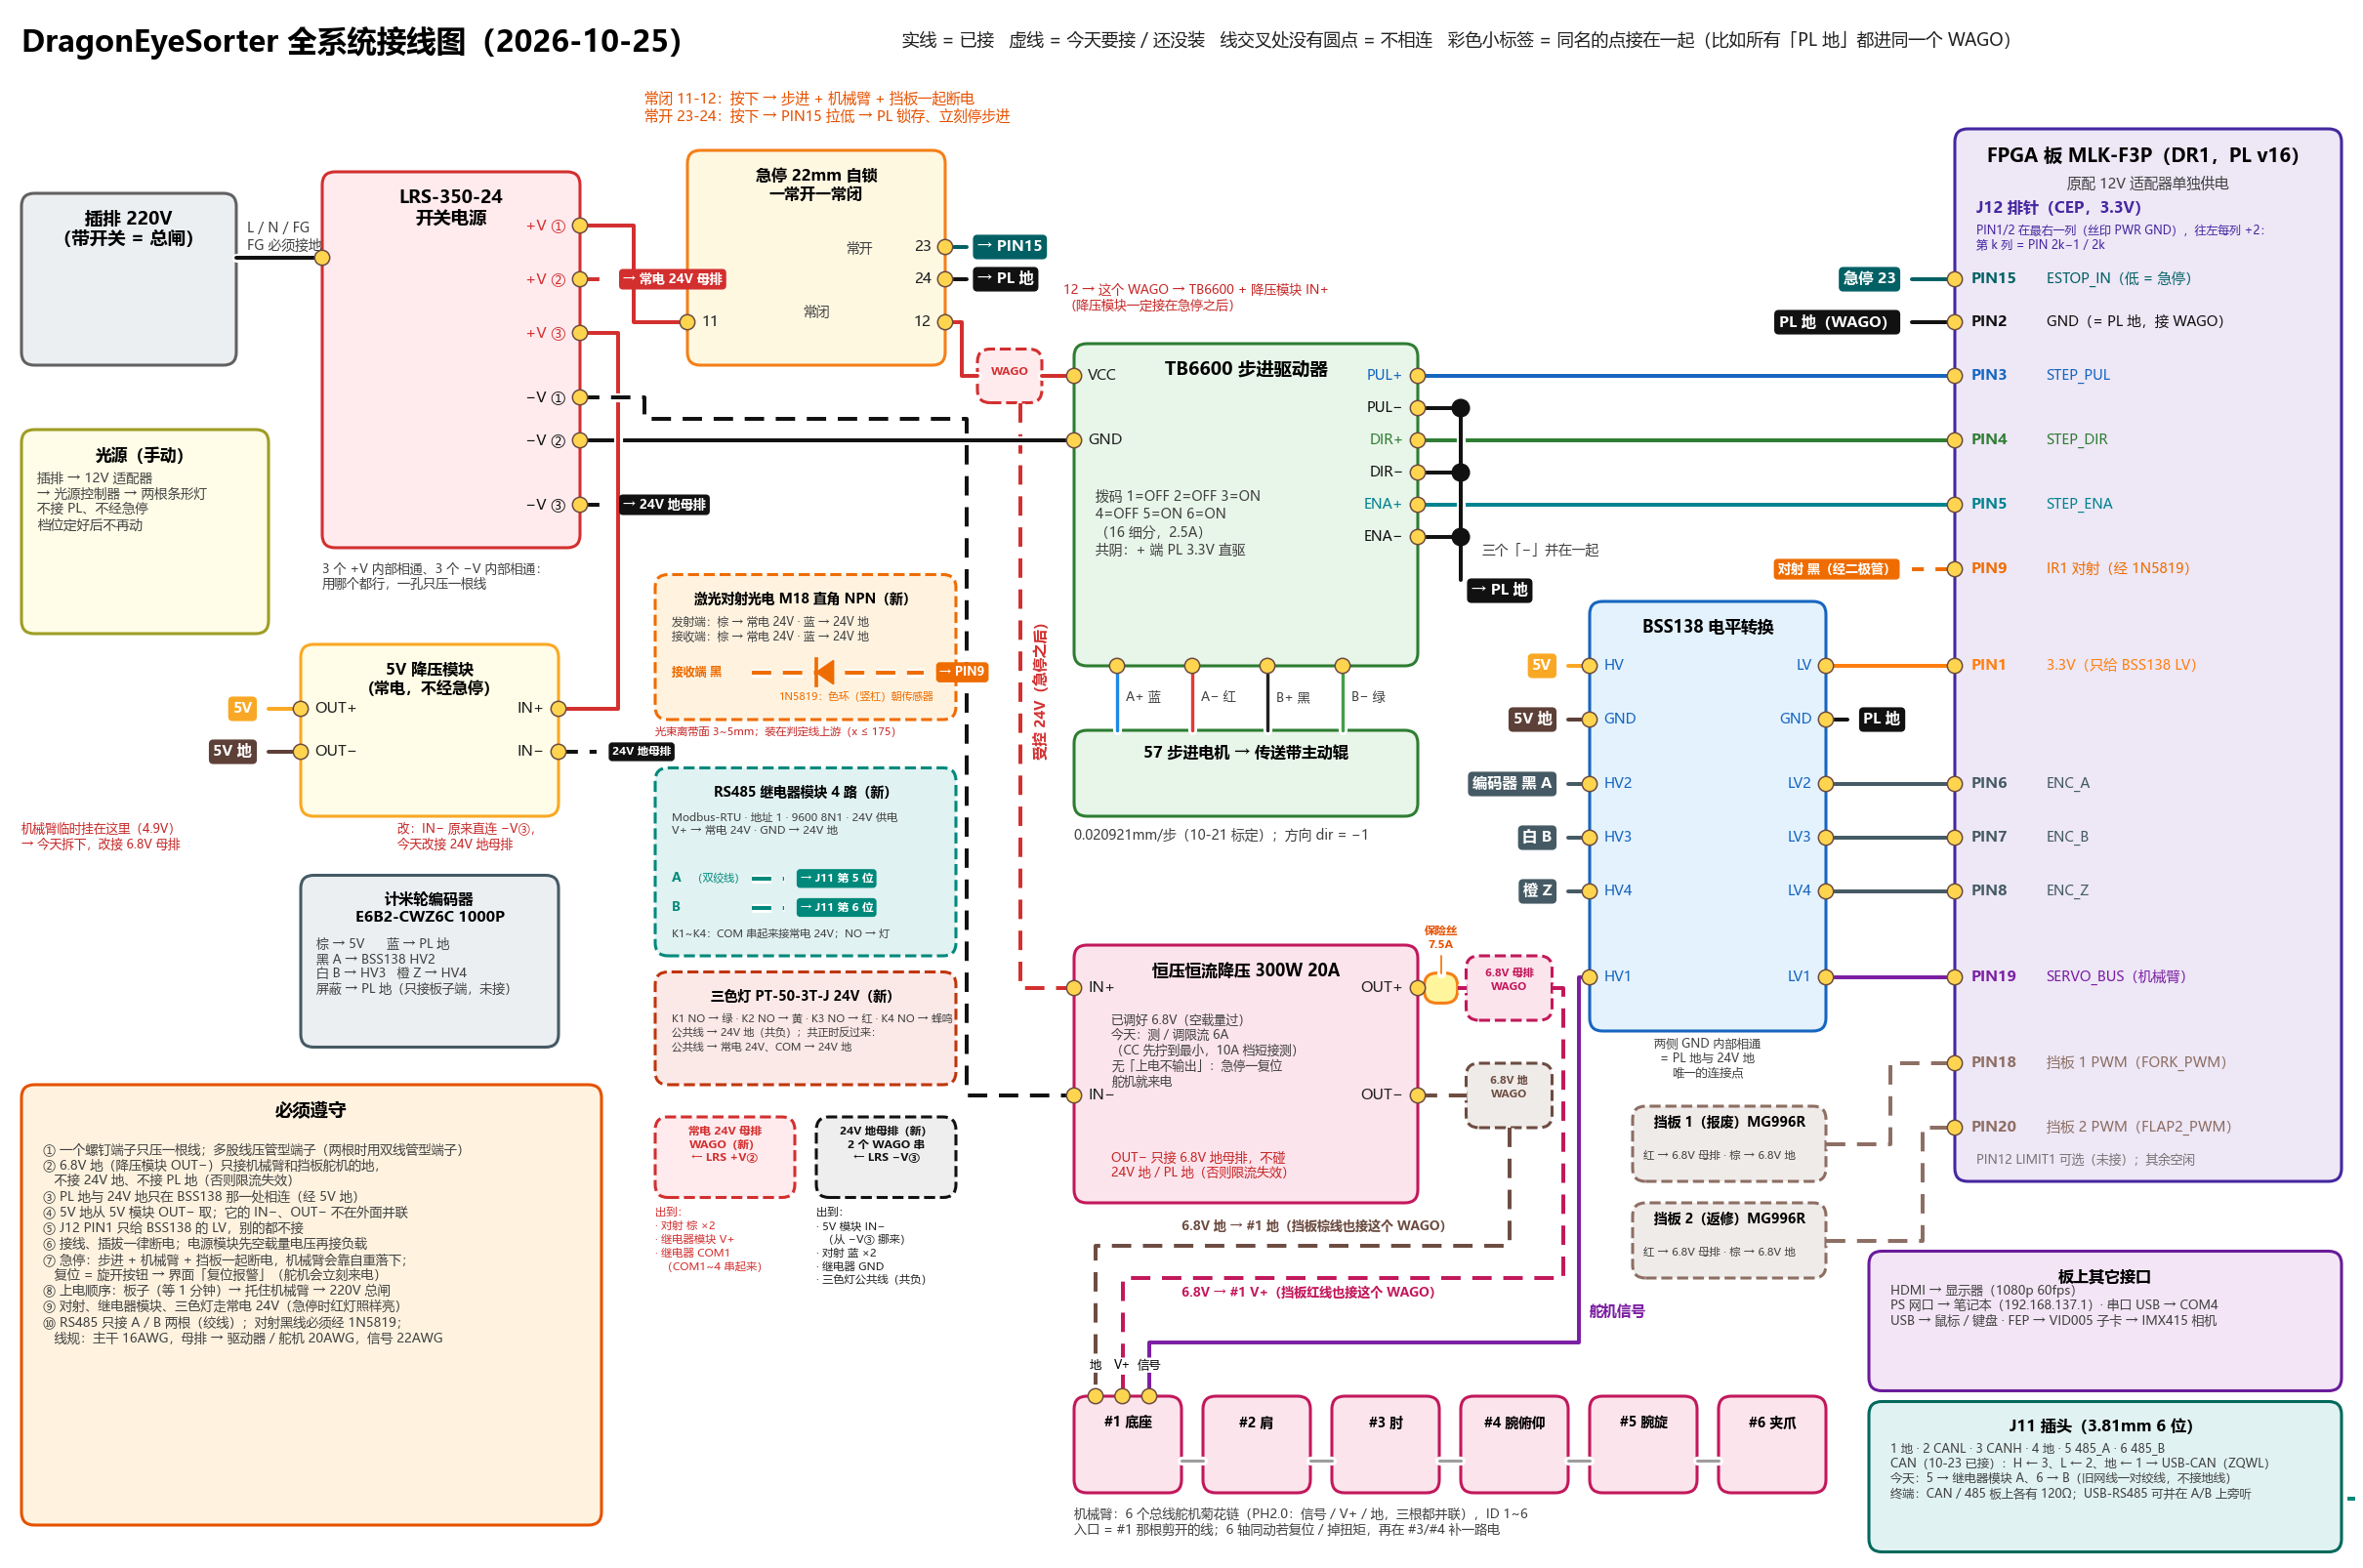 DragonEyeSorter 全系统接线图（2026-10-25）
实线 = 已接 虚线 = 今天要接 / 还没装 线交叉处没有圆点 = 不相连 彩色小标签 = 同名的点接在一起（比如所有「PL 地」都进同一个 WAGO）
常闭 11-12：按下 → 步进 + 机械臂 + 挡板一起断电
常开 23-24：按下 → PIN15 拉低 → PL 锁存、立刻停步进
插排 220V
（带开关 = 总闸）
L / N / FG
FG 必须接地
LRS-350-24
开关电源
+V ①
+V ②
+V ③
−V ①
−V ②
−V ③
→ 常电 24V 母排
→ 24V 地母排
3 个 +V 内部相通、3 个 −V 内部相通：
用哪个都行，一孔只压一根线
急停 22mm 自锁
一常开一常闭
常开
23
24
常闭
11
12
→ PIN15
→ PL 地
12 → 这个 WAGO → TB6600 + 降压模块 IN+
（降压模块一定接在急停之后）
WAGO
光源（手动）
插排 → 12V 适配器
→ 光源控制器 → 两根条形灯
不接 PL、不经急停
档位定好后不再动
5V 降压模块
（常电，不经急停）
5V
OUT+
IN+
5V 地
OUT−
IN−
24V 地母排
机械臂临时挂在这里（4.9V）
→ 今天拆下，改接 6.8V 母排
改：IN− 原来直连 −V③，
今天改接 24V 地母排
计米轮编码器
E6B2-CWZ6C 1000P
棕 → 5V 蓝 → PL 地
黑 A → BSS138 HV2
白 B → HV3 橙 Z → HV4
屏蔽 → PL 地（只接板子端，未接）
必须遵守
① 一个螺钉端子只压一根线；多股线压管型端子（两根时用双线管型端子）
② 6.8V 地（降压模块 OUT−）只接机械臂和挡板舵机的地，
不接 24V 地、不接 PL 地（否则限流失效）
③ PL 地与 24V 地只在 BSS138 那一处相连（经 5V 地）
④ 5V 地从 5V 模块 OUT− 取；它的 IN−、OUT− 不在外面并联
⑤ J12 PIN1 只给 BSS138 的 LV，别的都不接
⑥ 接线、插拔一律断电；电源模块先空载量电压再接负载
⑦ 急停：步进 + 机械臂 + 挡板一起断电，机械臂会靠自重落下；
复位 = 旋开按钮 → 界面「复位报警」（舵机会立刻来电）
⑧ 上电顺序：板子（等 1 分钟）→ 托住机械臂 → 220V 总闸
⑨ 对射、继电器模块、三色灯走常电 24V（急停时红灯照样亮）
⑩ RS485 只接 A / B 两根（绞线）；对射黑线必须经 1N5819；
线规：主干 16AWG，母排 → 驱动器 / 舵机 20AWG，信号 22AWG
激光对射光电 M18 直角 NPN（新）
发射端：棕 → 常电 24V · 蓝 → 24V 地
接收端：棕 → 常电 24V · 蓝 → 24V 地
接收端 黑
→ PIN9
1N5819：色环（竖杠）朝传感器
光束离带面 3~5mm；装在判定线上游（x ≤ 175）
RS485 继电器模块 4 路（新）
Modbus-RTU · 地址 1 · 9600 8N1 · 24V 供电
V+ → 常电 24V · GND → 24V 地
A （双绞线） → J11 第 5 位
B → J11 第 6 位
K1~K4：COM 串起来接常电 24V；NO → 灯
三色灯 PT-50-3T-J 24V（新）
K1 NO → 绿 · K2 NO → 黄 · K3 NO → 红 · K4 NO → 蜂鸣
公共线 → 24V 地（共负）；共正时反过来：
公共线 → 常电 24V、COM → 24V 地
常电 24V 母排
WAGO（新）
← LRS +V②
出到：
· 对射 棕 ×2
· 继电器模块 V+
· 继电器 COM1
（COM1~4 串起来）
24V 地母排（新）
2 个 WAGO 串
← LRS −V③
出到：
· 5V 模块 IN−
（从 −V③ 挪来）
· 对射 蓝 ×2
· 继电器 GND
· 三色灯公共线（共负）
受控 24V（急停之后）
TB6600 步进驱动器
VCC
GND
PUL+
PUL−
DIR+
DIR−
ENA+
ENA−
拨码 1=OFF 2=OFF 3=ON
4=OFF 5=ON 6=ON
（16 细分，2.5A）
共阴：+ 端 PL 3.3V 直驱
三个「−」并在一起
→ PL 地
A+ 蓝
A− 红
B+ 黑
B− 绿
57 步进电机 → 传送带主动辊
0.020921mm/步（10-21 标定）；方向 dir = −1
恒压恒流降压 300W 20A
IN+
OUT+
IN−
OUT−
已调好 6.8V（空载量过）
今天：测 / 调限流 6A
（CC 先拧到最小，10A 档短接测）
无「上电不输出」：急停一复位
舵机就来电
OUT− 只接 6.8V 地母排，不碰
24V 地 / PL 地（否则限流失效）
保险丝
7.5A
6.8V 母排
WAGO
6.8V 地
WAGO
6.8V 地 → #1 地（挡板棕线也接这个 WAGO）
6.8V → #1 V+（挡板红线也接这个 WAGO）
舵机信号
地
V+
信号
#1 底座
#2 肩
#3 肘
#4 腕俯仰
#5 腕旋
#6 夹爪
机械臂：6 个总线舵机菊花链（PH2.0：信号 / V+ / 地，三根都并联），ID 1~6
入口 = #1 那根剪开的线；6 轴同动若复位 / 掉扭矩，再在 #3/#4 补一路电
BSS138 电平转换
5V
HV
LV
5V 地
GND
GND
PL 地
编码器 黑 A
HV2
LV2
白 B
HV3
LV3
橙 Z
HV4
LV4
HV1
LV1
两侧 GND 内部相通
= PL 地与 24V 地
唯一的连接点
挡板 1（报废）MG996R
红 → 6.8V 母排 · 棕 → 6.8V 地
挡板 2（返修）MG996R
红 → 6.8V 母排 · 棕 → 6.8V 地
FPGA 板 MLK-F3P（DR1，PL v16）
原配 12V 适配器单独供电
J12 排针（CEP，3.3V）
PIN1/2 在最右一列（丝印 PWR GND），往左每列 +2：
第 k 列 = PIN 2k−1 / 2k
急停 23
PIN15 ESTOP_IN（低 = 急停）
PL 地（WAGO）
PIN2 GND（= PL 地，接 WAGO）
PIN3 STEP_PUL
PIN4 STEP_DIR
PIN5 STEP_ENA
对射 黑（经二极管）
PIN9 IR1 对射（经 1N5819）
PIN1 3.3V（只给 BSS138 LV）
PIN6 ENC_A
PIN7 ENC_B
PIN8 ENC_Z
PIN19 SERVO_BUS（机械臂）
PIN18 挡板 1 PWM（FORK_PWM）
PIN20 挡板 2 PWM（FLAP2_PWM）
PIN12 LIMIT1 可选（未接）；其余空闲
板上其它接口
HDMI → 显示器（1080p 60fps）
PS 网口 → 笔记本（192.168.137.1）· 串口 USB → COM4
USB → 鼠标 / 键盘 · FEP → VID005 子卡 → IMX415 相机
J11 插头（3.81mm 6 位）
1 地 · 2 CANL · 3 CANH · 4 地 · 5 485_A · 6 485_B
CAN（10-23 已接）：H ← 3、L ← 2、地 ← 1 → USB-CAN（ZQWL）
今天：5 → 继电器模块 A、6 → B（旧网线一对绞线，不接地线）
终端：CAN / 485 板上各有 120Ω；USB-RS485 可并在 A/B 上旁听